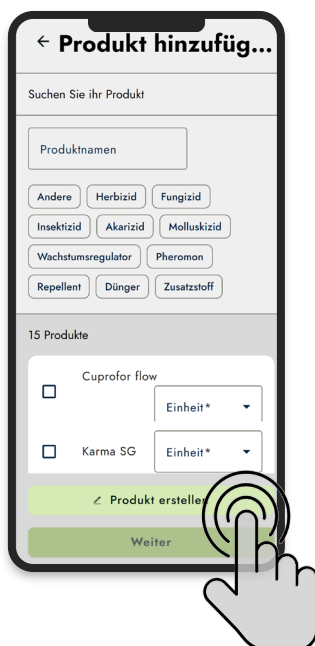 ← Produkt hinzufüg...
Suchen Sie ihr Produkt
Produktnamen
Andere Herbizid Fungizid
Insektizid Akarizid Molluskizid
Wachstumsregulator Pheromon
Repellent Dünger Zusatzstoff
15 Produkte
Cuprofor flow
Einheit*
Karma SG Einheit*
Produkt erstellen
Weiter